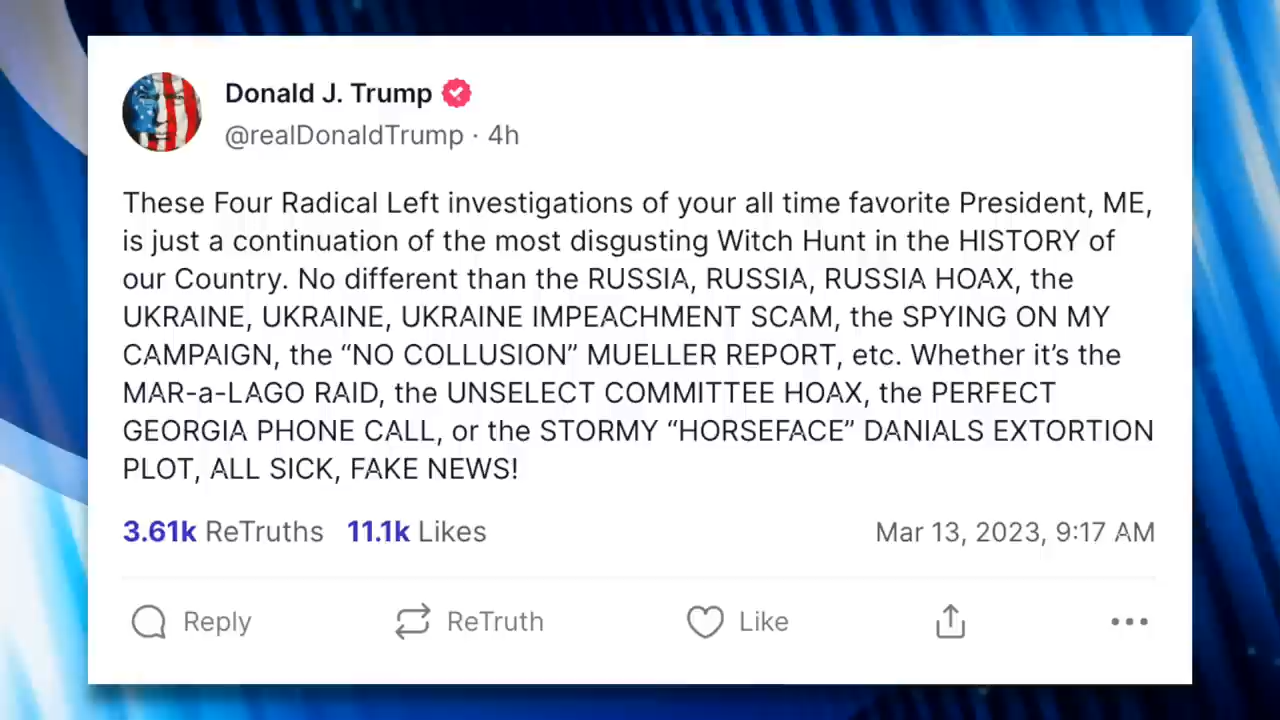 Donald J. Trump
@realDonaldTrump · 4h
These Four Radical Left investigations of your all time favorite President, ME,
is just a continuation of the most disgusting Witch Hunt in the HISTORY of
our Country. No different than the RUSSIA, RUSSIA, RUSSIA HOAX, the
UKRAINE, UKRAINE, UKRAINE IMPEACHMENT SCAM, the SPYING ON MY
CAMPAIGN, the “NO COLLUSION” MUELLER REPORT, etc. Whether it’s the
MAR-a-LAGO RAID, the UNSELECT COMMITTEE HOAX, the PERFECT
GEORGIA PHONE CALL, or the STORMY “HORSEFACE” DANIALS EXTORTION
PLOT, ALL SICK, FAKE NEWS!
3.61k ReTruths 11.1k Likes Mar 13, 2023, 9:17 AM
Reply ReTruth Like